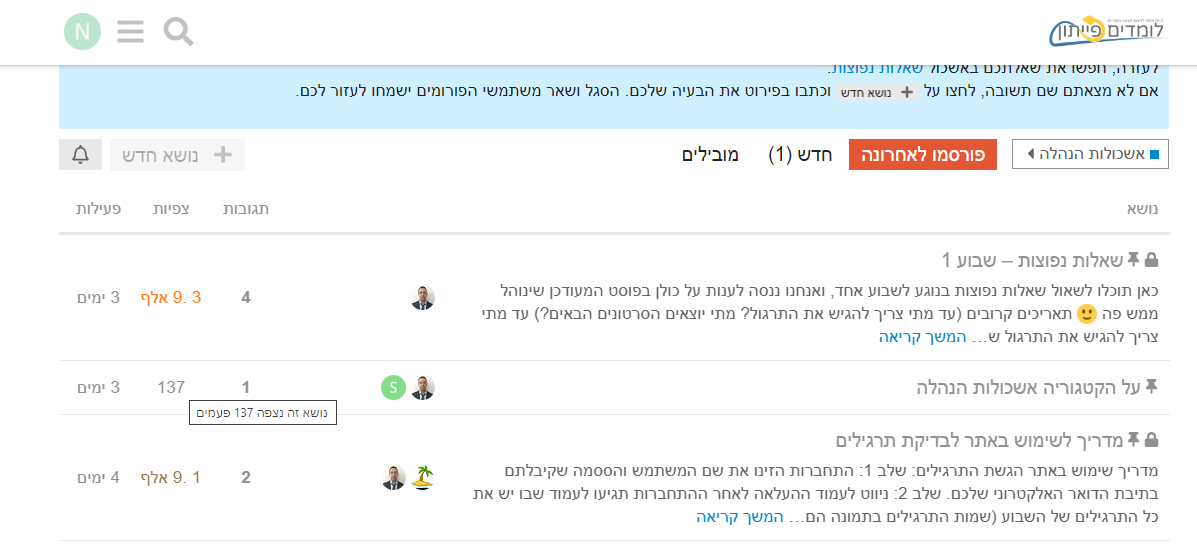 לומדים פייתון
N
לעזרה, חפשו את שאלתכם באשכול שאלות נפוצות.
אם לא מצאתם שם תשובה, לחצו על + נושא חדש וכתבו בפירוט את הבעיה שלכם. הסגל ושאר משתמשי הפורומים ישמחו לעזור לכם.
אשכולות הנהלה פורסמו לאחרונה חדש (1) מובילים + נושא חדש
נושא תגובות צפיות פעילות
שאלות נפוצות – שבוע 1
כאן תוכלו לשאול שאלות נפוצות בנוגע לשבוע אחד, ואנחנו ננסה לענות על כולן בפוסט המעודכן שינוהל
ממש פה 🙂 תאריכים קרובים (עד מתי צריך להגיש את התרגול? מתי יוצאים הסרטונים הבאים?) עד מתי
צריך להגיש את התרגול ש… המשך קריאה
4 3 .9 אלף 3 ימים
על הקטגוריה אשכולות הנהלה S 1 137 3 ימים
נושא זה נצפה 137 פעמים
מדריך לשימוש באתר לבדיקת תרגילים
מדריך שימוש באתר הגשת התרגילים: שלב 1: התחברות הזינו את שם המשתמש והססמה שקיבלתם
בתיבת הדואר האלקטרוני שלכם. שלב 2: ניווט לעמוד ההעלאה לאחר ההתחברות תגיעו לעמוד שבו יש את
כל התרגילים של השבוע (שמות התרגילים בתמונה הם… המשך קריאה
2 1 .9 אלף 4 ימים